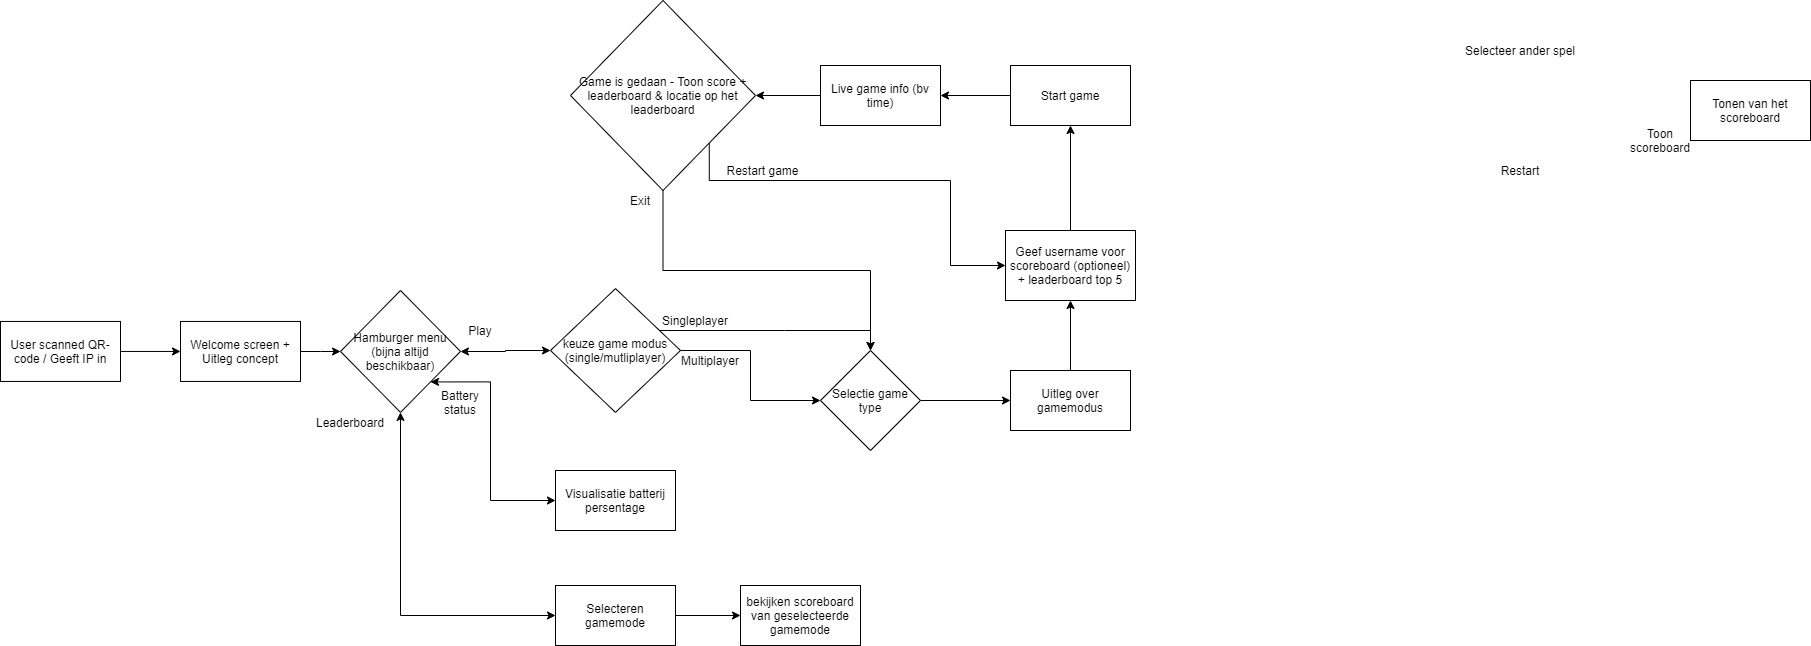 Selecteer ander spel
Game is gedaan - Toon score +
leaderboard & locatie op het
leaderboard
Live game info (bv
time)
Start game
Tonen van het
scoreboard
Toon
scoreboard
Restart game
Restart
Exit
Geef username voor
scoreboard (optioneel)
+ leaderboard top 5
User scanned QR-
code / Geeft IP in
Welcome screen +
Uitleg concept
Hamburger menu
(bijna altijd
beschikbaar)
Play
keuze game modus
(single/mutliplayer)
Singleplayer
Multiplayer
Selectie game
type
Uitleg over
gamemodus
Battery
status
Leaderboard
Visualisatie batterij
persentage
Selecteren
gamemode
bekijken scoreboard
van geselecteerde
gamemode